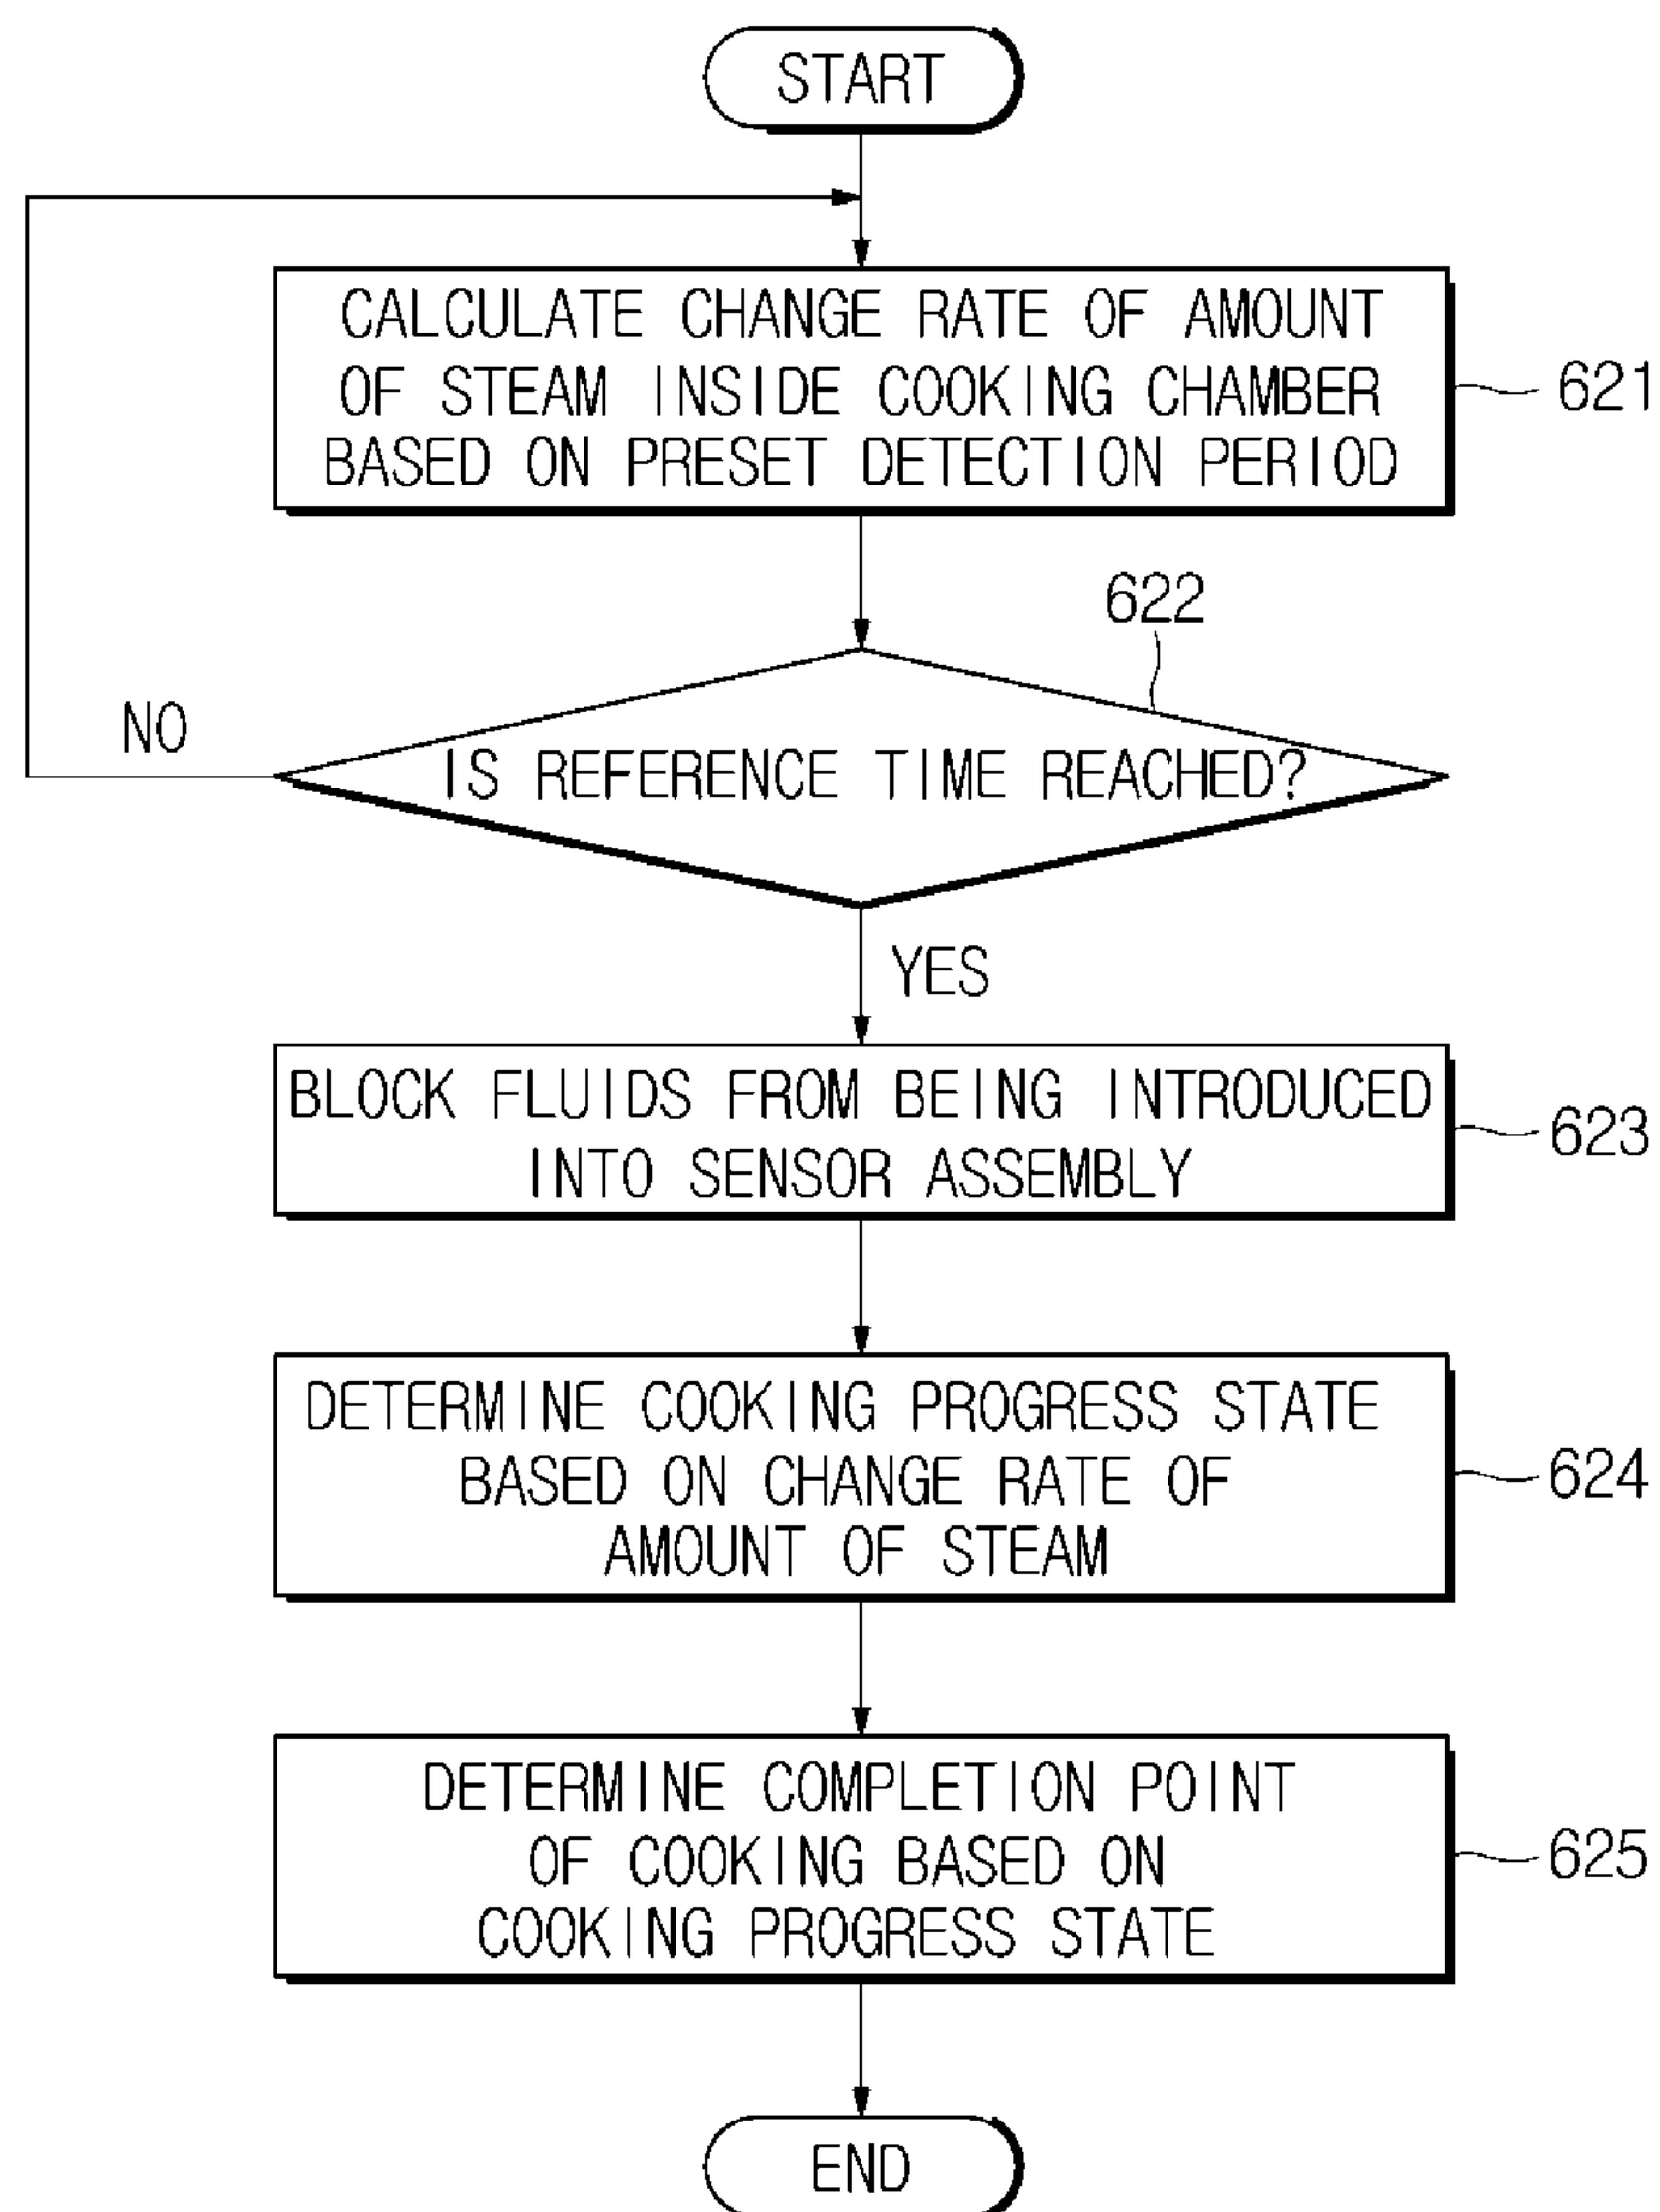 START
CALCULATE CHANGE RATE OF AMOUNT
OF STEAM INSIDE COOKING CHAMBER
BASED ON PRESET DETECTION PERIOD
621
622
NO
IS REFERENCE TIME REACHED?
YES
BLOCK FLUIDS FROM BEING INTRODUCED
INTO SENSOR ASSEMBLY
623
DETERMINE COOKING PROGRESS STATE
BASED ON CHANGE RATE OF
AMOUNT OF STEAM
624
DETERMINE COMPLETION POINT
OF COOKING BASED ON
COOKING PROGRESS STATE
625
END